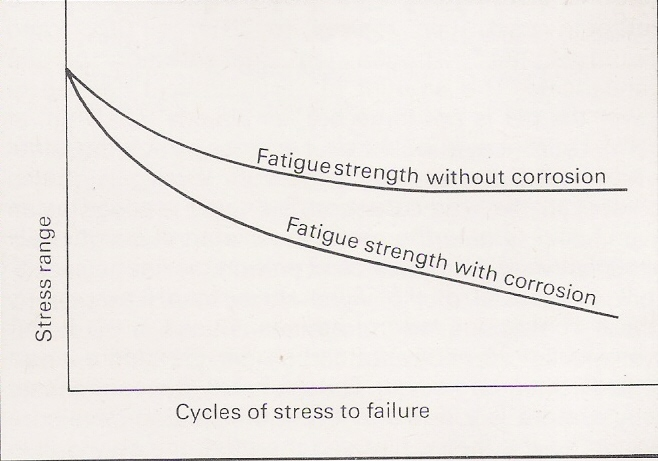 Fatigue strength without corrosion
Fatigue strength with corrosion
Stress range
Cycles of stress to failure